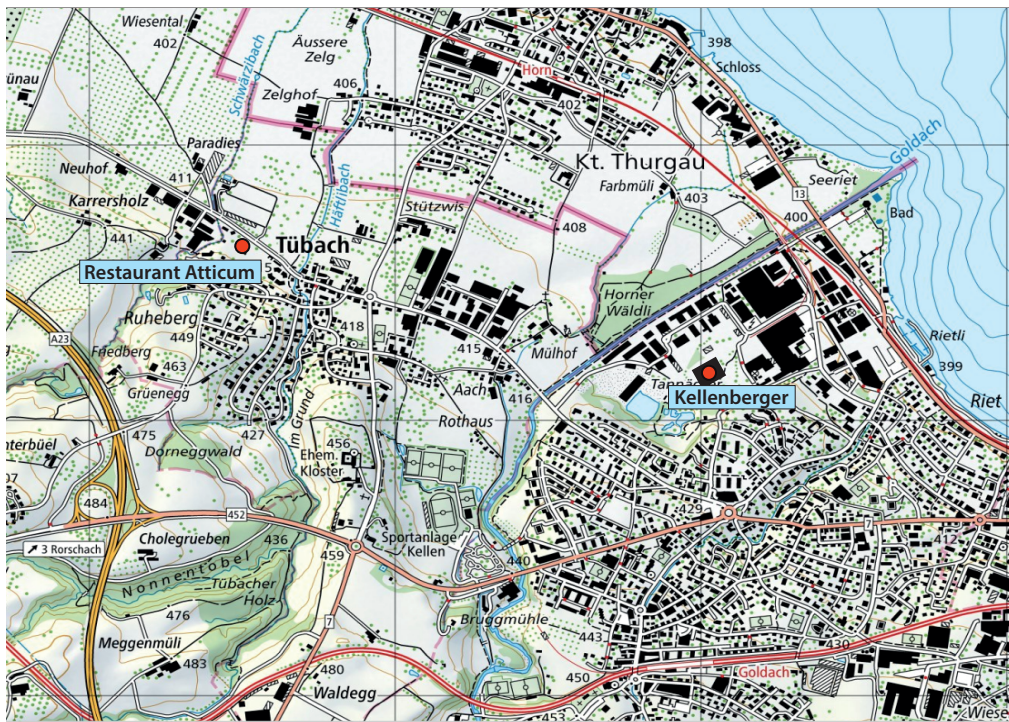 Wiesental
402
Äussere
Zelg
398
Schloss
Horn
Schwärzibach
Zelghof
406
402
Goldach
Paradies
Neuhof
411
Kt. Thurgau
Farbmüli
Seeriet
13
Karrersholz
Häftlibach
Stützwis
403
400
Bad
441
408
Tübach
Restaurant Atticum
Horner
Wäldli
Ruheberg
418
A23
449
415
Mülhof
Rietli
Friedberg
463
399
Grüenegg
Aach
416
Kellenberger
Riet
Rothaus
475
427
Im Grund
456
Dorneggwald
Ehem.
Kloster
484
452
429
7
3 Rorschach
Cholegrüeben
436
459
Sportanlage
Kellen
440
412
Nonnentobel
Tübacher
Holz
476
7
Bruggmühle
Meggenmüli
443
430
483
480
450
Goldach
Waldegg
453
Wiese